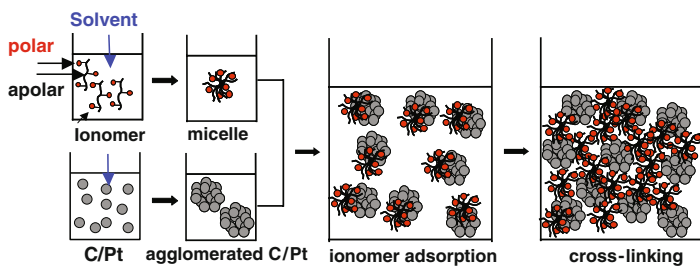 Solvent
polar
apolar
Ionomer
micelle
C/Pt
agglomerated C/Pt
ionomer adsorption
cross-linking